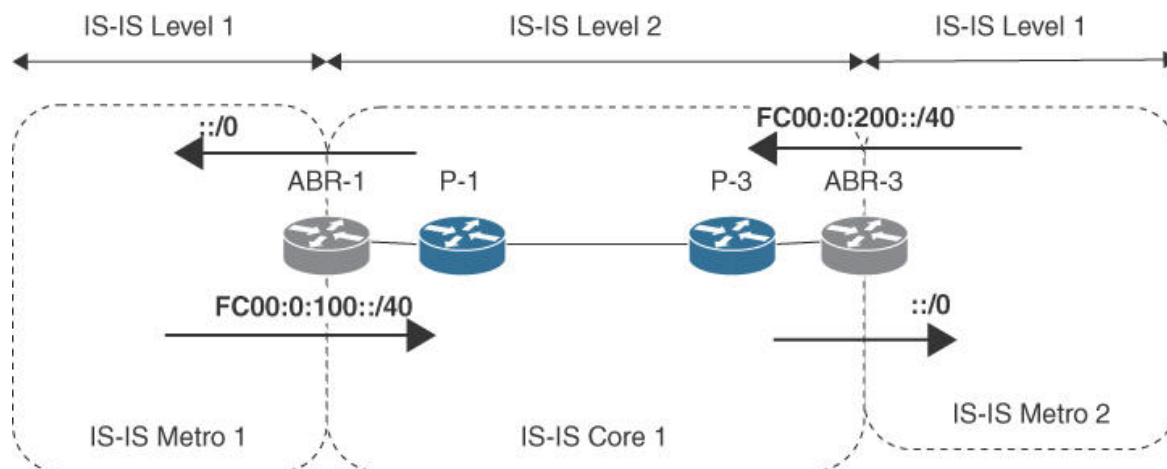 IS-IS Level 1
IS-IS Level 2
IS-IS Level 1
::/0
FC00:0:200::/40
ABR-1
P-1
P-3
ABR-3
FC00:0:100::/40
::/0
IS-IS Metro 1
IS-IS Core 1
IS-IS Metro 2